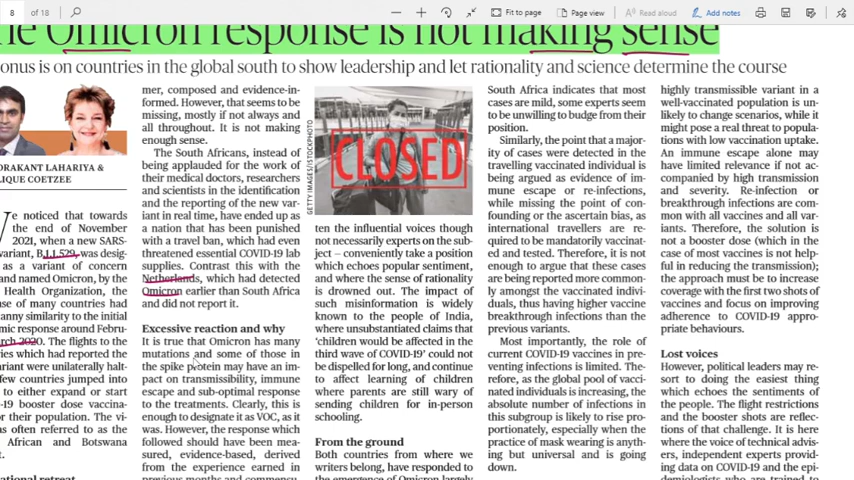 8
of 18
Fit to page
Page view
Read aloud
Add notes
he Omicron response is not making sense
onus is on countries in the global south to show leadership and let rationality and science determine the course
DRAKANT LAHARIYA &
LIQUE COETZEE
e noticed that towards
the end of November
2021, when a new SARS-
variant, B.1.1.529, was desig-
as a variant of concern
nd named Omicron, by the
Health Organization, the
nse of many countries had
anny similarity to the initial
mic response around Febru-
rch 2020. The flights to the
ries which had reported the
riant were unilaterally halt-
few countries jumped into
to either expand or start
-19 booster dose vaccina-
r their population. The vi-
as often referred to as the
African and Botswana
t.
ational retreat
mer, composed and evidence-in-
formed. However, that seems to be
missing, mostly if not always and
all throughout. It is not making
enough sense.
The South Africans, instead of
being applauded for the work of
their medical doctors, researchers
and scientists in the identification
and the reporting of the new var-
iant in real time, have ended up as
a nation that has been punished
with a travel ban, which had even
threatened essential COVID-19 lab
supplies. Contrast this with the
Netherlands, which had detected
Omicron earlier than South Africa
and did not report it.
Excessive reaction and why
It is true that Omicron has many
mutations and some of those in
the spike protein may have an im-
pact on transmissibility, immune
escape and sub-optimal response
to the treatments. Clearly, this is
enough to designate it as VOC, as it
was. However, the response which
followed should have been mea-
sured, evidence-based, derived
from the experience earned in
previous months and commensu-
GETTY IMAGES/ISTOCKPHOTO
CLOSED
ten the influential voices though
not necessarily experts on the sub-
ject – conveniently take a position
which echoes popular sentiment,
and where the sense of rationality
is drowned out. The impact of
such misinformation is widely
known to the people of India,
where unsubstantiated claims that
‘children would be affected in the
third wave of COVID-19’ could not
be dispelled for long, and continue
to affect learning of children
where parents are still wary of
sending children for in-person
schooling.
From the ground
Both countries from where we
writers belong, have responded to
the emergence of Omicron largely
South Africa indicates that most
cases are mild, some experts seem
to be unwilling to budge from their
position.
Similarly, the point that a major-
ity of cases were detected in the
travelling vaccinated individual is
being argued as evidence of im-
mune escape or re-infections,
while missing the point of con-
founding or the ascertain bias, as
international travellers are re-
quired to be mandatorily vaccinat-
ed and tested. Therefore, it is not
enough to argue that these cases
are being reported more common-
ly amongst the vaccinated indivi-
duals, thus having higher vaccine
breakthrough infections than the
previous variants.
Most importantly, the role of
current COVID-19 vaccines in pre-
venting infections is limited. The-
refore, as the global pool of vacci-
nated individuals is increasing, the
absolute number of infections in
this subgroup is likely to rise pro-
portionately, especially when the
practice of mask wearing is anyth-
ing but universal and is going
down.
highly transmissible variant in a
well-vaccinated population is un-
likely to change scenarios, while it
might pose a real threat to popula-
tions with low vaccination uptake.
An immune escape alone may
have limited relevance if not ac-
companied by high transmission
and severity. Re-infection or
breakthrough infections are com-
mon with all vaccines and all var-
iants. Therefore, the solution is
not a booster dose (which in the
case of most vaccines is not help-
ful in reducing the transmission);
the approach must be to increase
coverage with the first two shots of
vaccines and focus on improving
adherence to COVID-19 appro-
priate behaviours.
Lost voices
However, political leaders may re-
sort to doing the easiest thing
which echoes the sentiments of
the people. The flight restrictions
and the booster shots are reflec-
tions of that challenge. It is here
where the voice of technical advis-
ers, independent experts provid-
ing data on COVID-19 and the epi-
demiologists who are trained to